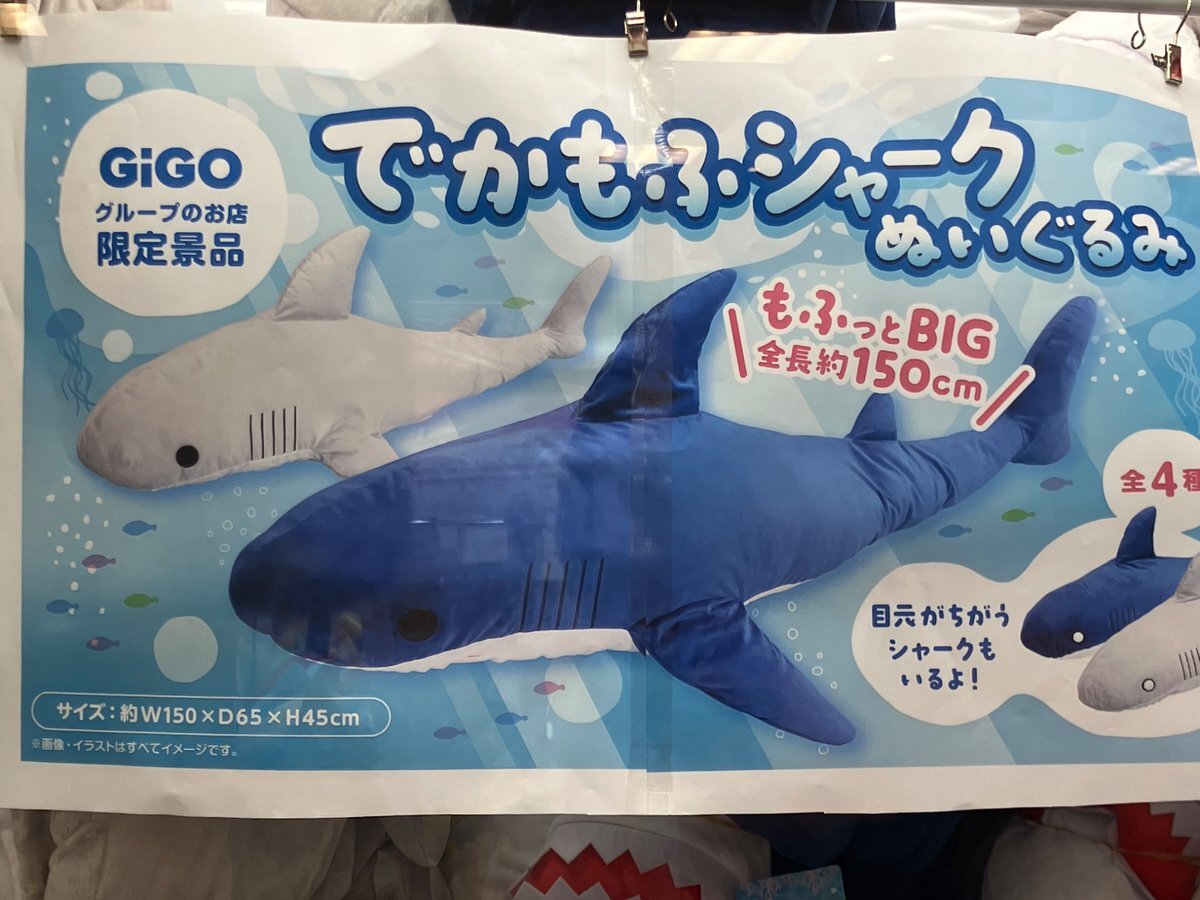 GiGO
グループのお店
限定景品
でかもふシャーク
ぬいぐるみ
もふっとBIG
全長約150cm
全4種
目元がちがう
シャークも
いるよ!
サイズ:約W150×D65×H45cm
※画像・イラストはすべてイメージです。